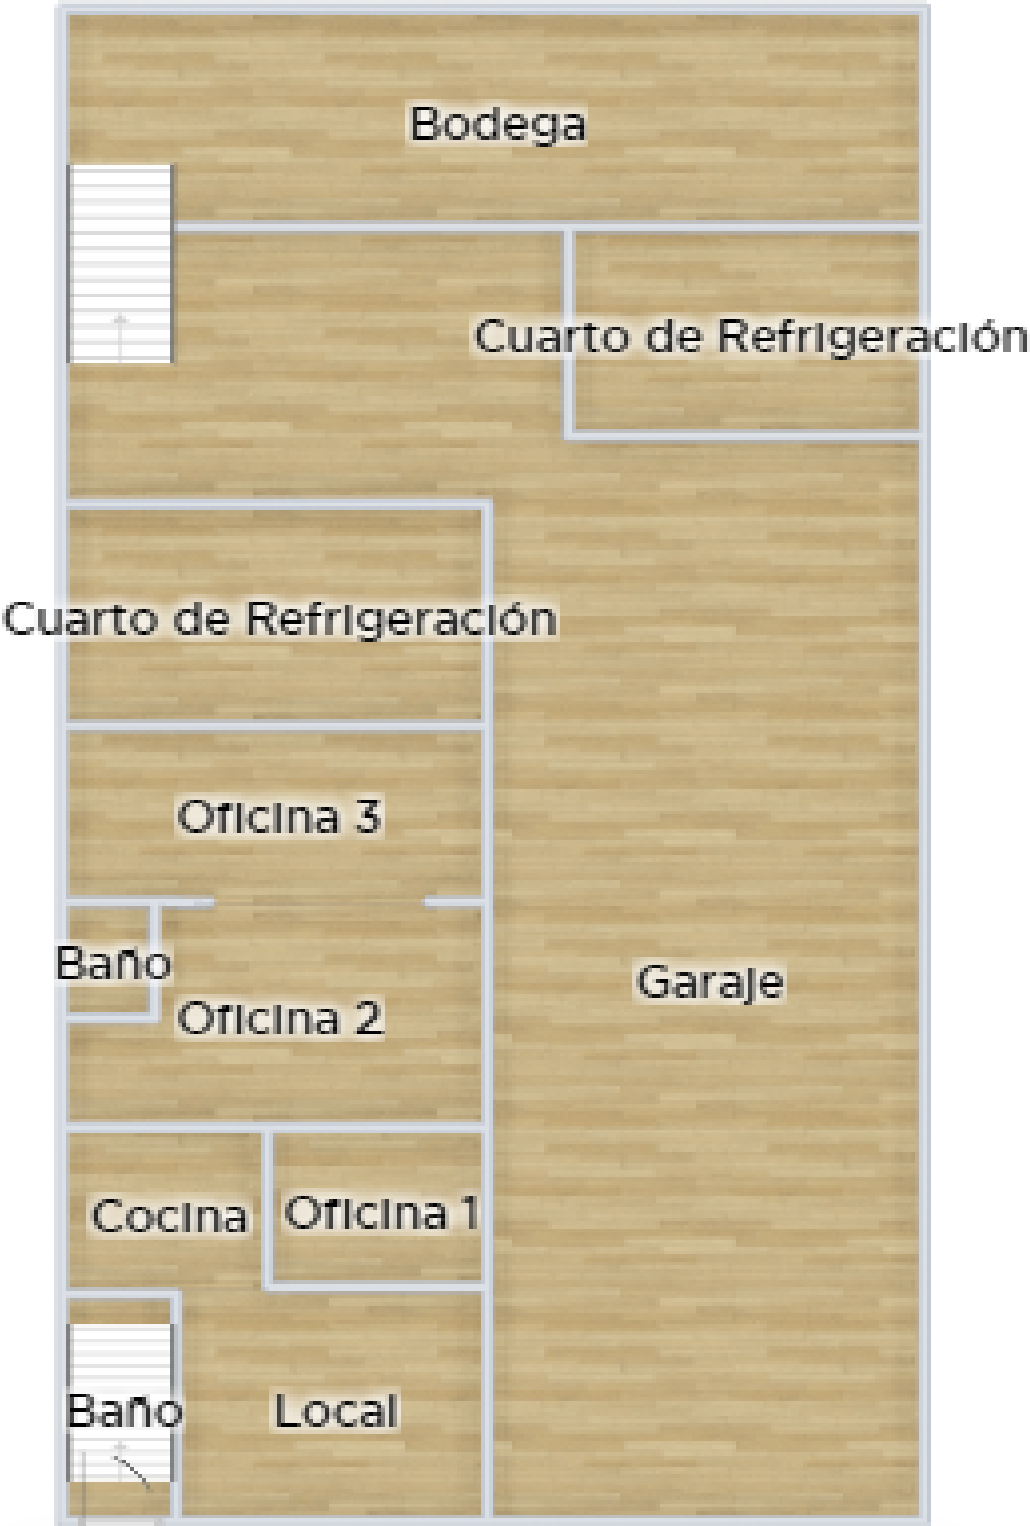 Bodega
Cuarto de Refrigeración
Cuarto de Refrigeración
Oficina 3
Baño
Oficina 2
Garaje
Cocina
Oficina 1
Baño
Local